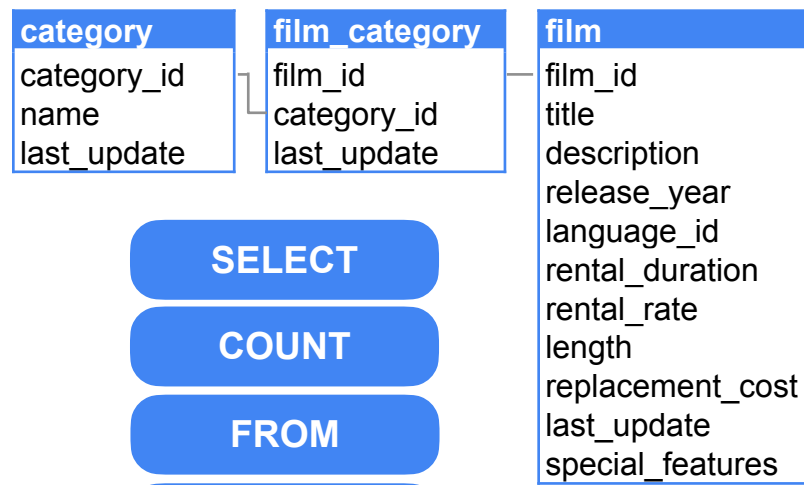 category
category_id
name
last_update
film_category
film_id
category_id
last_update
film
film_id
title
description
release_year
language_id
rental_duration
rental_rate
length
replacement_cost
last_update
special_features
SELECT
COUNT
FROM